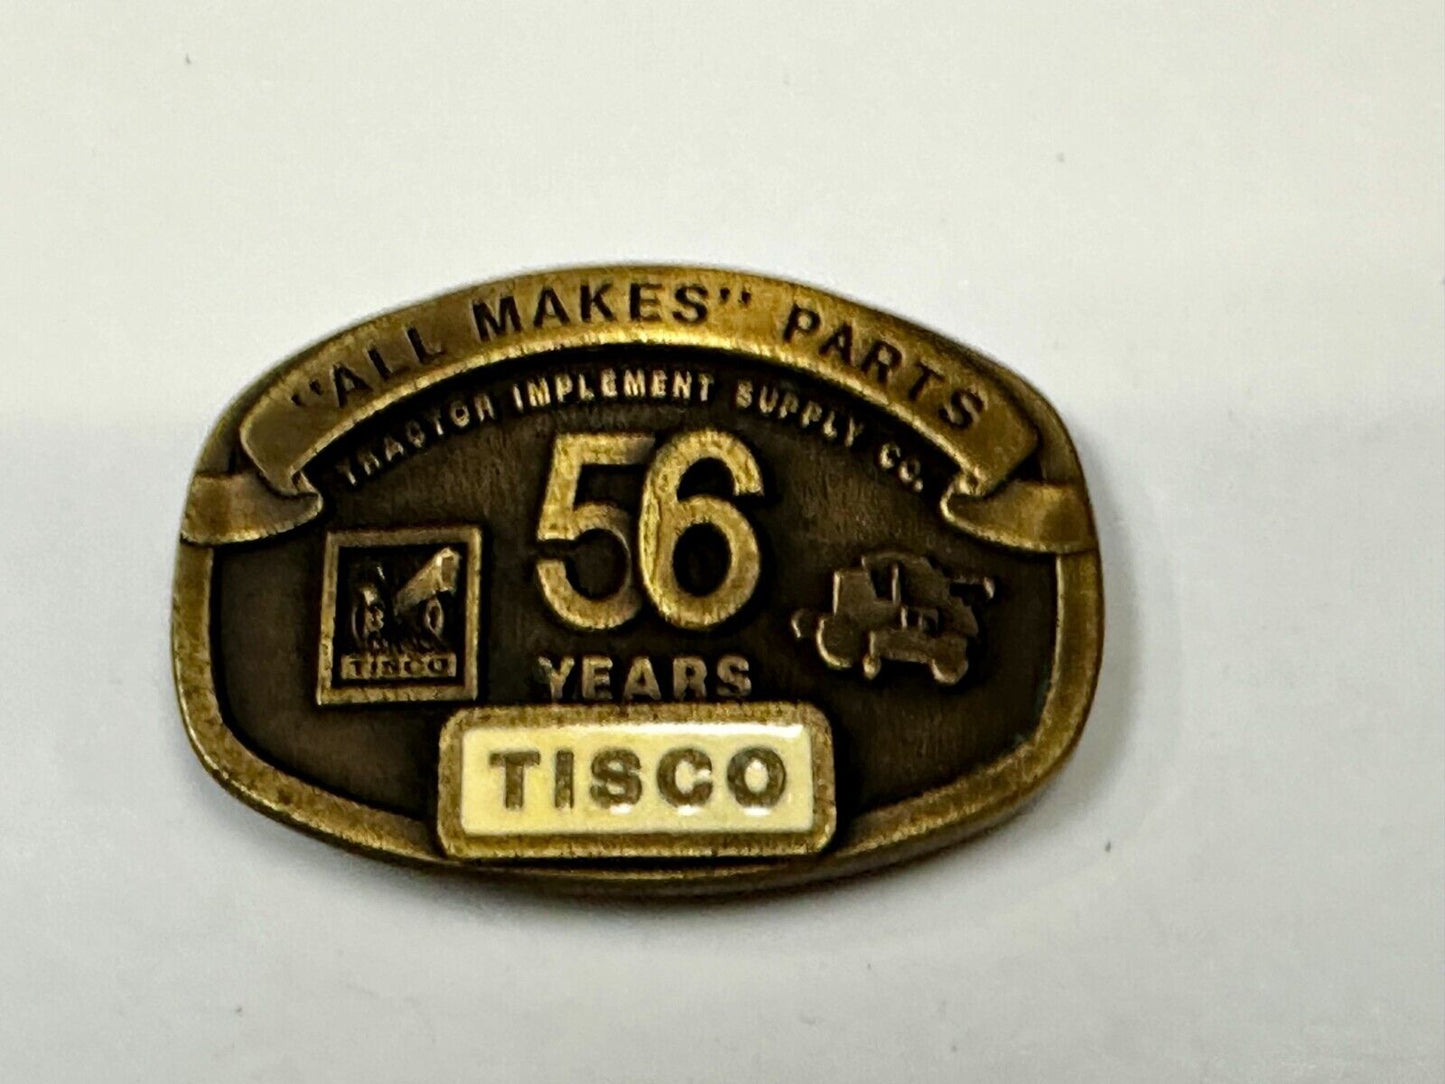 "ALL MAKES" PARTS
TRACTOR IMPLEMENT SUPPLY CO.
56
YEARS
TISCO
TISCO